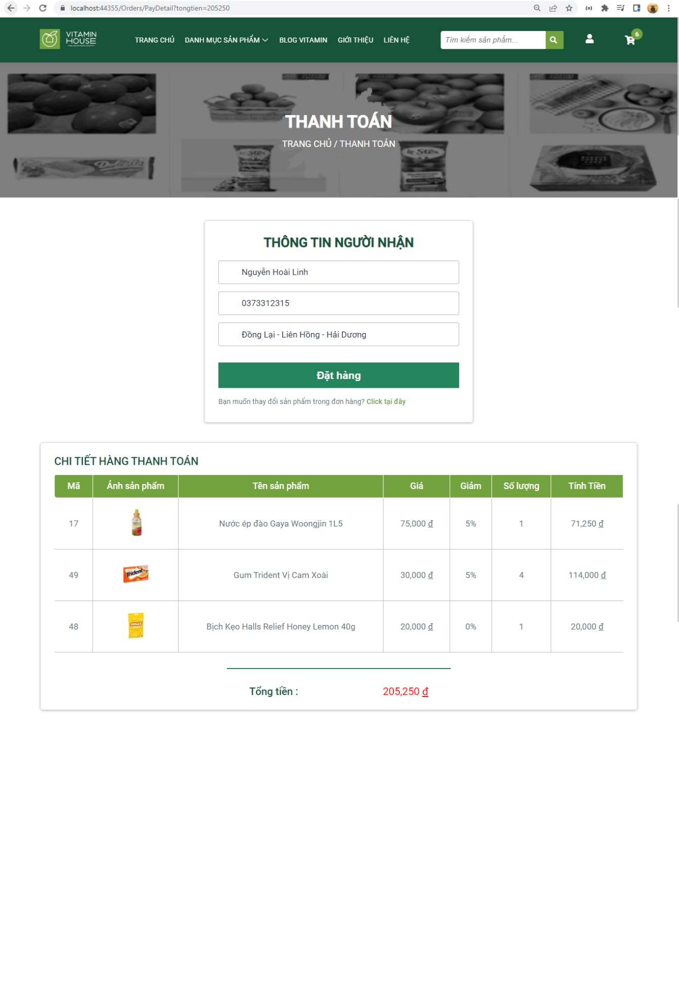 localhost:44355/Orders/PayDetail?tongtien=205250
VITAMIN
HOUSE
TRANG CHỦ
DANH MỤC SẢN PHẨM
BLOG VITAMIN
GIỚI THIỆU
LIÊN HỆ
Tìm kiếm sản phẩm...
6
THANH TOÁN
TRANG CHỦ / THANH TOÁN
THÔNG TIN NGƯỜI NHẬN
Nguyễn Hoài Linh
0373312315
Đồng Lại - Liên Hồng - Hải Dương
Đặt hàng
Bạn muốn thay đổi sản phẩm trong đơn hàng? Click tại đây
CHI TIẾT HÀNG THANH TOÁN
Mã Ảnh sản phẩm Tên sản phẩm Giá Giảm Số lượng Tính Tiền
17 Nước ép đào Gaya Woongjin 1L5 75,000 đ 5% 1 71,250 đ
Trident
49 Gum Trident Vị Cam Xoài 30,000 đ 5% 4 114,000 đ
HALLS
48 Bịch Kẹo Halls Relief Honey Lemon 40g 20,000 đ 0% 1 20,000 đ
Tổng tiền : 205,250 đ